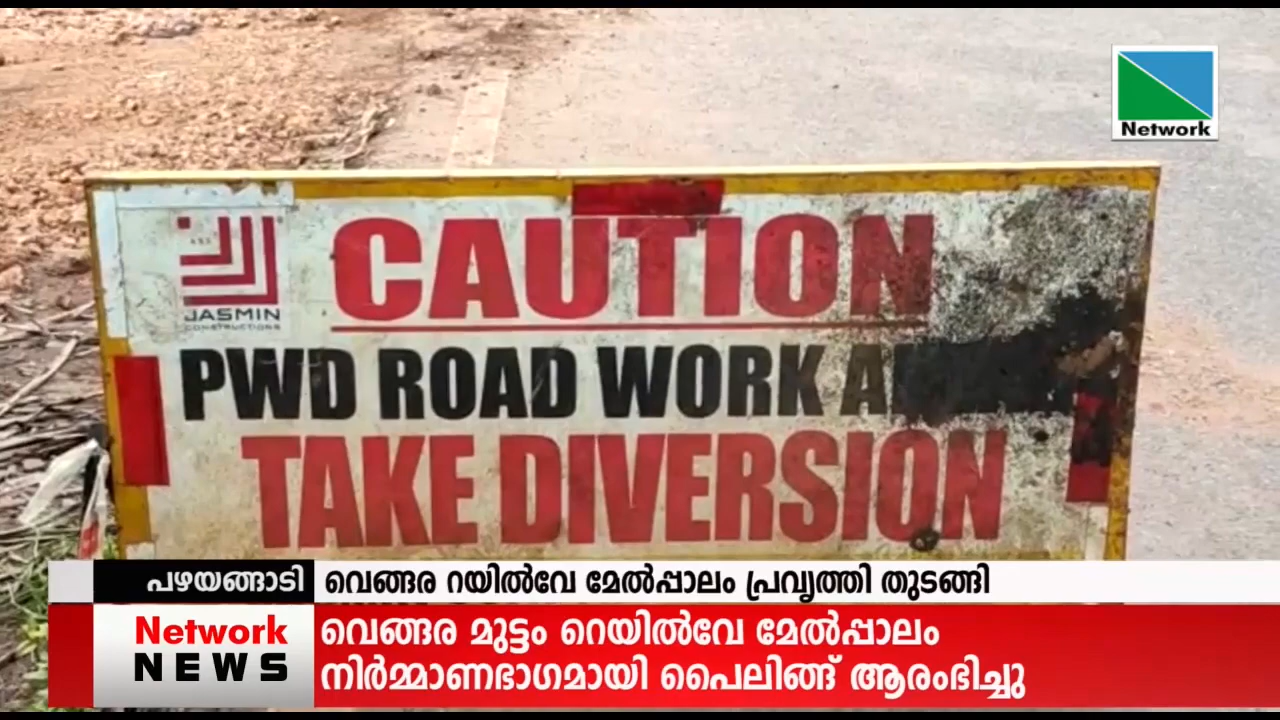 Network
CAUTION
JASMIN
CONSTRUCTIONS
PWD ROAD WORK
TAKE DIVERSION
പഴയങ്ങാടി വെങ്ങര റയിൽവേ മേൽപ്പാലം പ്രവൃത്തി തുടങ്ങി
Network NEWS
വെങ്ങര മുട്ടം റെയിൽവേ മേൽപ്പാലം
നിർമ്മാണഭാഗമായി പൈലിങ്ങ് ആരംഭിച്ചു